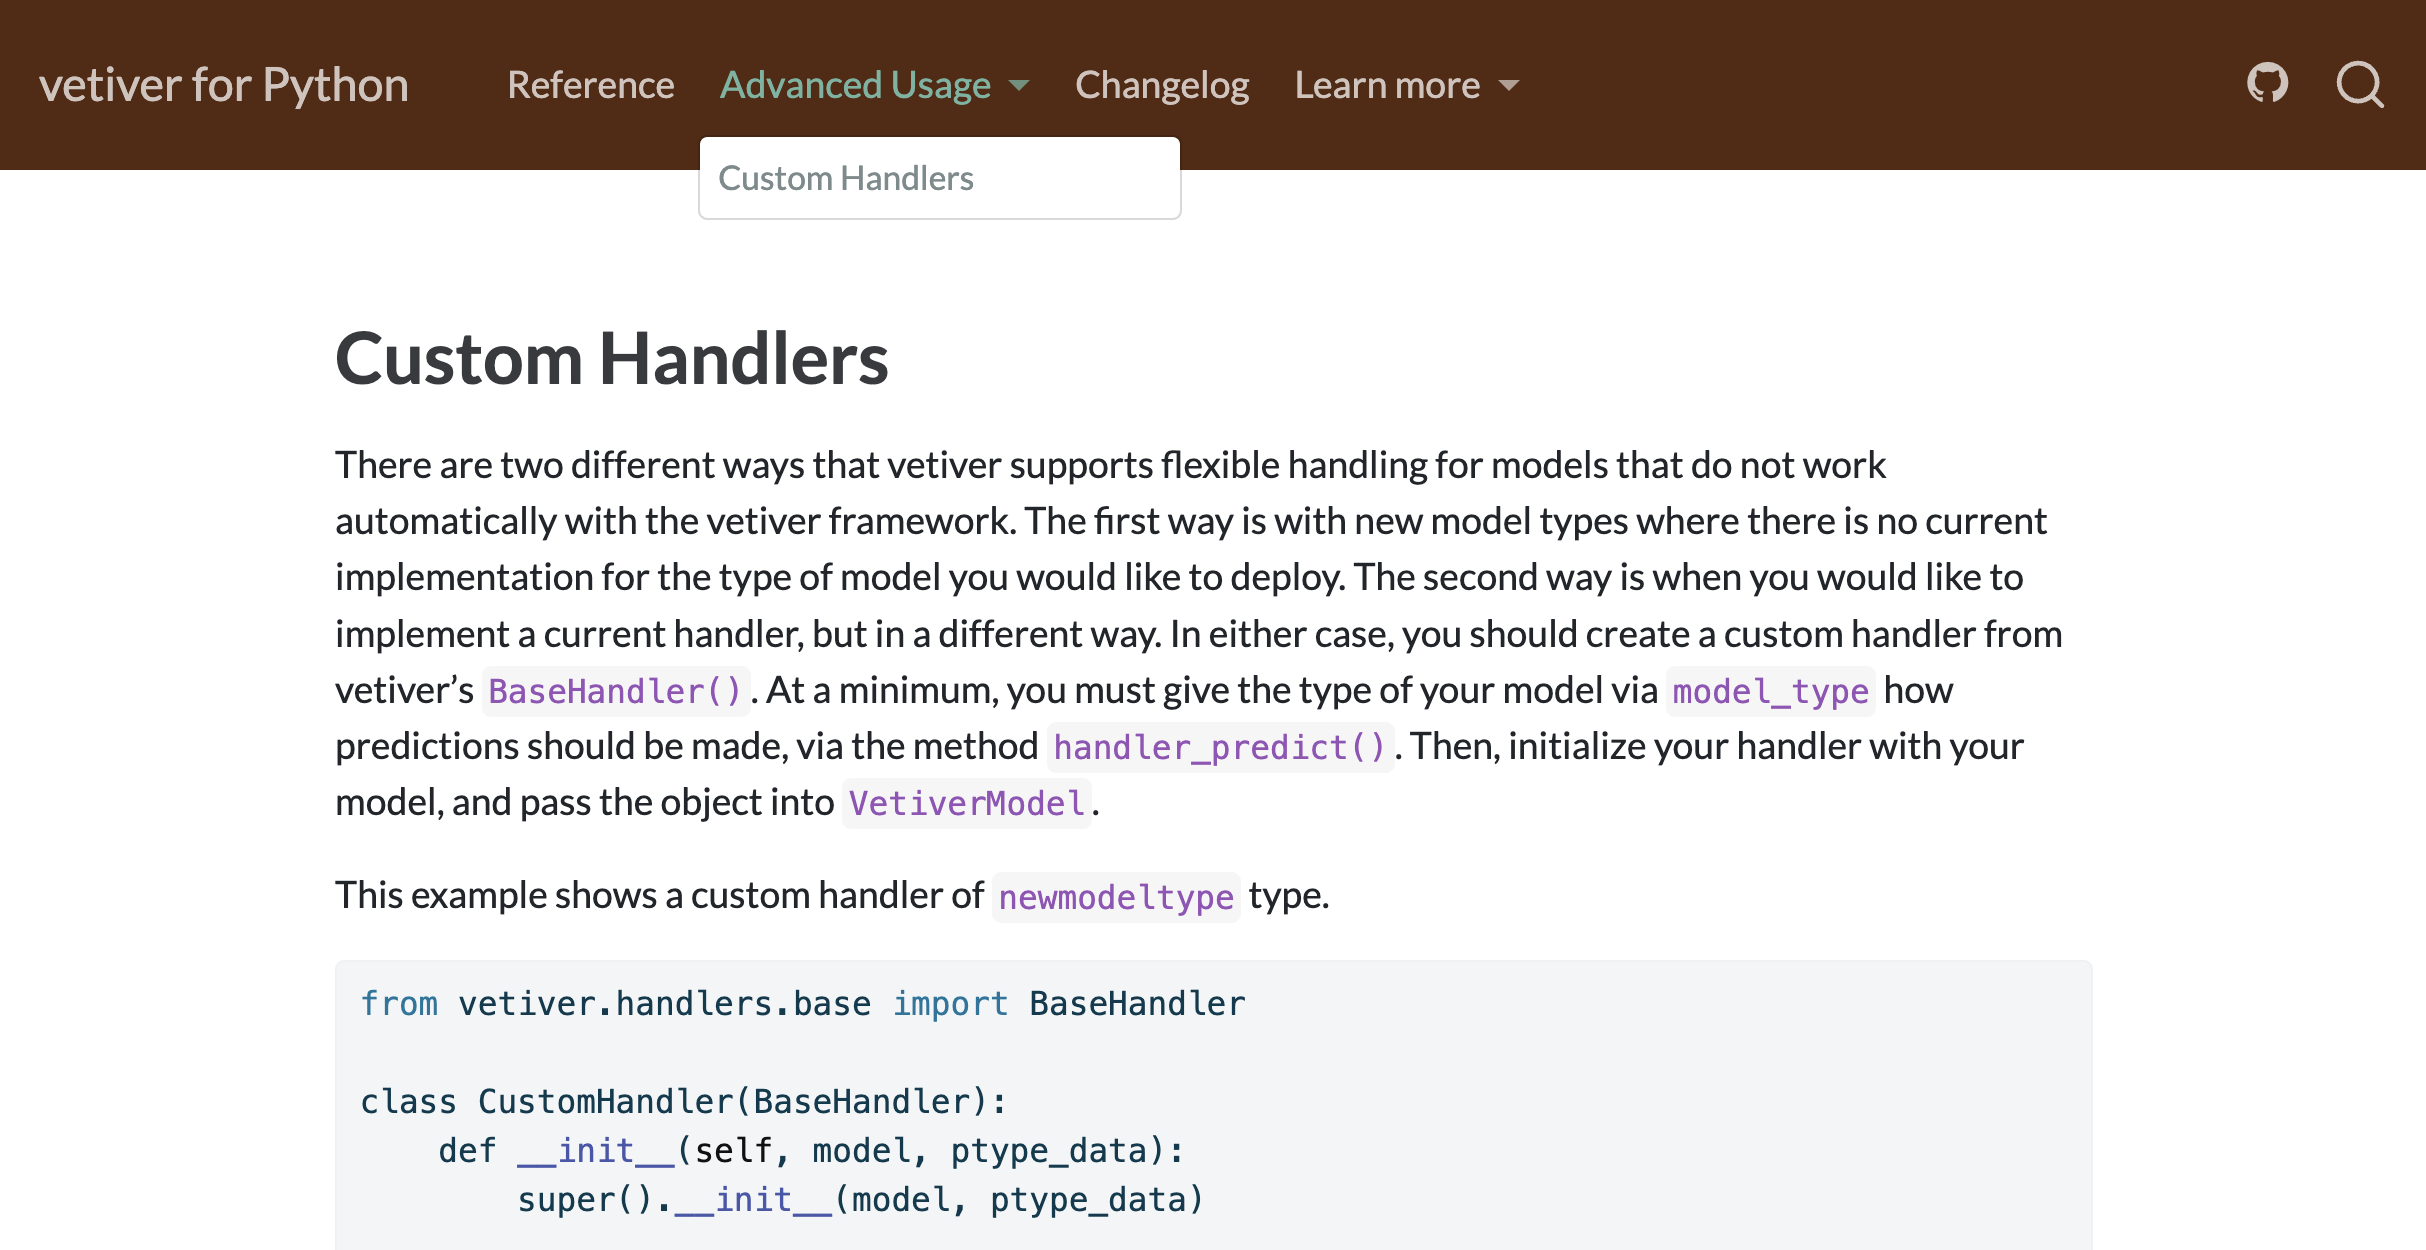 vetiver for Python Reference Advanced Usage Changelog Learn more
Custom Handlers
Custom Handlers
There are two different ways that vetiver supports flexible handling for models that do not work
automatically with the vetiver framework. The first way is with new model types where there is no current
implementation for the type of model you would like to deploy. The second way is when you would like to
implement a current handler, but in a different way. In either case, you should create a custom handler from
vetiver’s BaseHandler(). At a minimum, you must give the type of your model via model_type how
predictions should be made, via the method handler_predict(). Then, initialize your handler with your
model, and pass the object into VetiverModel.
This example shows a custom handler of newmodeltype type.
from vetiver.handlers.base import BaseHandler
class CustomHandler(BaseHandler):
    def __init__(self, model, ptype_data):
        super().__init__(model, ptype_data)